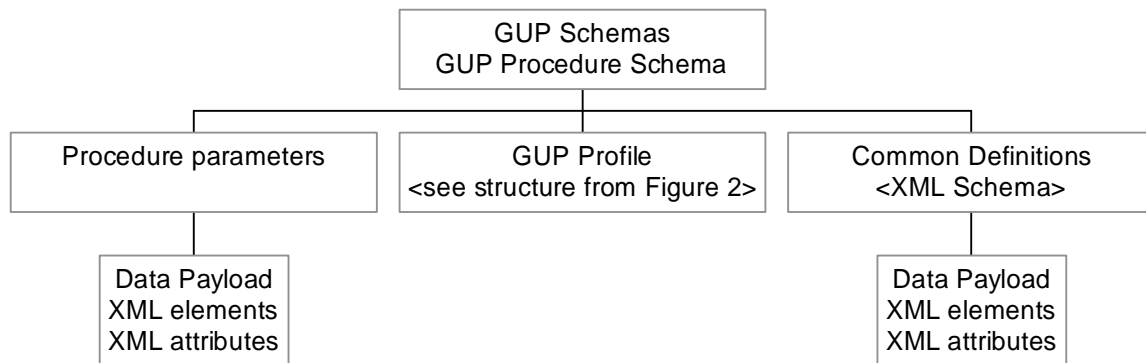 GUP Schemas
GUP Procedure Schema
Procedure parameters
GUP Profile
<see structure from Figure 2>
Common Definitions
<XML Schema>
Data Payload
XML elements
XML attributes
Data Payload
XML elements
XML attributes